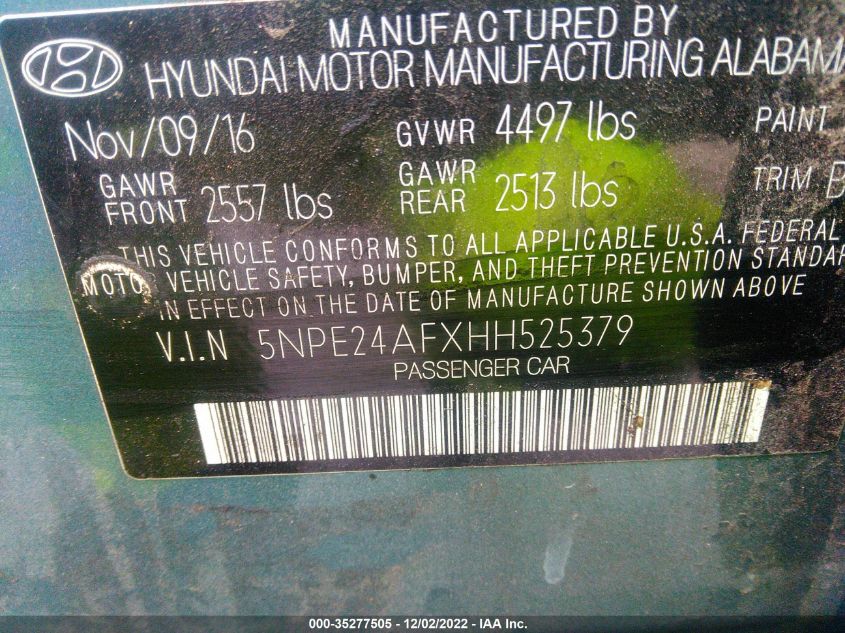 MANUFACTURED BY
HYUNDAI MOTOR MANUFACTURING ALABAMA
Nov/09/16 GVWR 4497 lbs PAINT
GAWR FRONT 2557 lbs GAWR REAR 2513 lbs TRIM B
THIS VEHICLE CONFORMS TO ALL APPLICABLE U.S.A. FEDERAL
MOTOR VEHICLE SAFETY, BUMPER, AND THEFT PREVENTION STANDAR
IN EFFECT ON THE DATE OF MANUFACTURE SHOWN ABOVE
V.I.N 5NPE24AFXHH525379
PASSENGER CAR
000-35277505 - 12/02/2022 - IAA Inc.